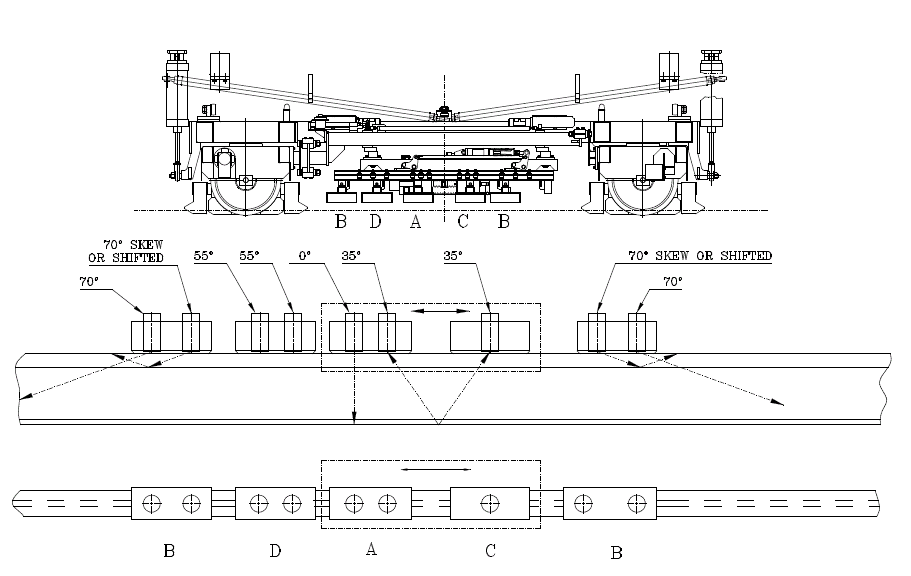 B D A C B
70° SKEW
OR SHIFTED
55° 55° 0° 35° 35° 70° SKEW OR SHIFTED
70° 70°
B D A C B